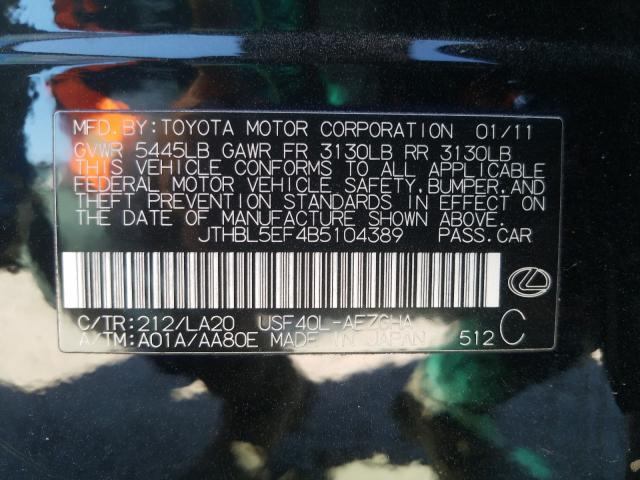 MFD.BY:TOYOTA MOTOR CORPORATION 01/11
GVWR 5445LB GAWR FR 3130LB RR 3130LB
THIS VEHICLE CONFORMS TO ALL APPLICABLE
FEDERAL MOTOR VEHICLE SAFETY,BUMPER,AND
THEFT PREVENTION STANDARDS IN EFFECT ON
THE DATE OF MANUFACTURE SHOWN ABOVE.
JTHBL5EF4B5104389 PASS.CAR
C/TR:212/LA20 USF40L-AEZGHA
A/TM:A01A/AA80E MADE IN JAPAN 512 C